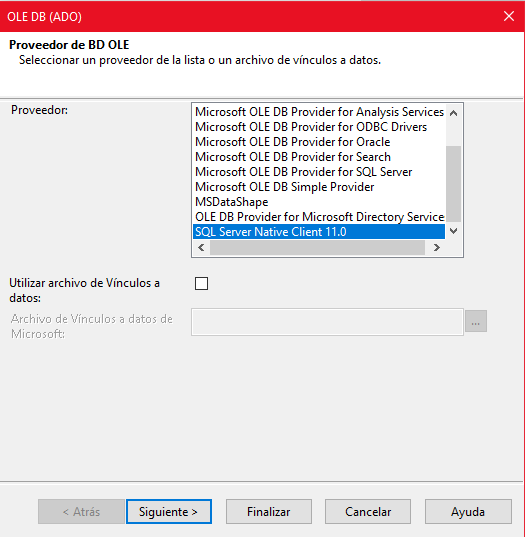 OLE DB (ADO)
Proveedor de BD OLE
Seleccionar un proveedor de la lista o un archivo de vínculos a datos.
Proveedor:
Microsoft OLE DB Provider for Analysis Services
Microsoft OLE DB Provider for ODBC Drivers
Microsoft OLE DB Provider for Oracle
Microsoft OLE DB Provider for Search
Microsoft OLE DB Provider for SQL Server
Microsoft OLE DB Simple Provider
MSDataShape
OLE DB Provider for Microsoft Directory Service
SQL Server Native Client 11.0
Utilizar archivo de Vínculos a
datos:
Archivo de Vínculos a datos de
Microsoft:
...
< Atrás
Siguiente >
Finalizar
Cancelar
Ayuda